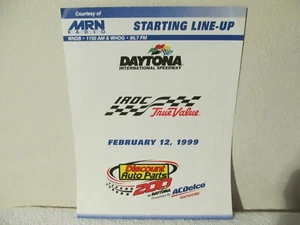 Courtesy of
MRN
RADIO
STARTING LINE-UP
WNDB • 1150 AM & WHOG • 95.7 FM
DAYTONA
INTERNATIONAL SPEEDWAY
IROC
True Value
FEBRUARY 12, 1999
Discount
Auto Parts
200
DAYTONA
ACDelco